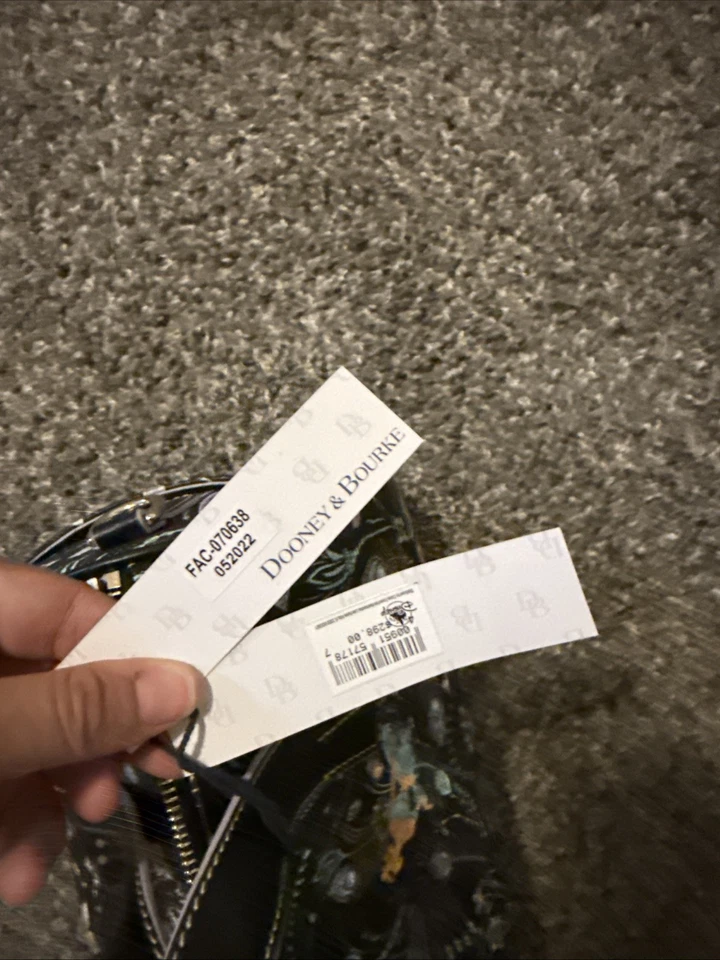 FAC-070638
052022
DOONEY & BOURKE
298.00
00951 57178 7